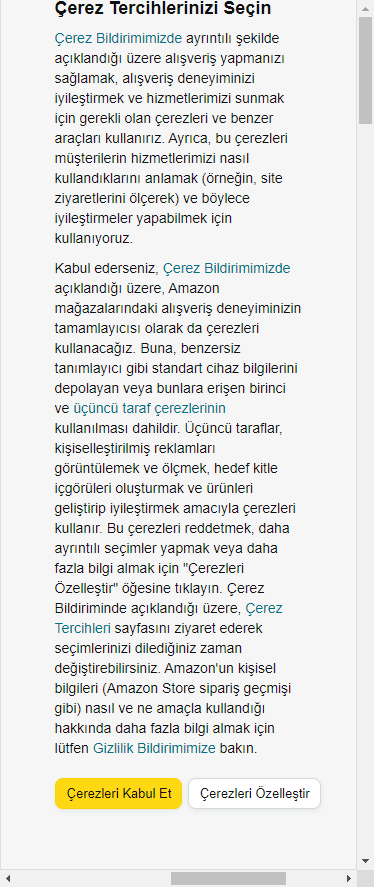 Çerez Tercihlerinizi Seçin
Çerez Bildirimimizde ayrıntılı şekilde
açıklandığı üzere alışveriş yapmanızı
sağlamak, alışveriş deneyiminizi
iyileştirmek ve hizmetlerimizi sunmak
için gerekli olan çerezleri ve benzer
araçları kullanırız. Ayrıca, bu çerezleri
müşterilerin hizmetlerimizi nasıl
kullandıklarını anlamak (örneğin, site
ziyaretlerini ölçerek) ve böylece
iyileştirmeler yapabilmek için
kullanıyoruz.
Kabul ederseniz, Çerez Bildirimimizde
açıklandığı üzere, Amazon
mağazalarındaki alışveriş deneyiminizin
tamamlayıcısı olarak da çerezleri
kullanacağız. Buna, benzersiz
tanımlayıcı gibi standart cihaz bilgilerini
depolayan veya bunlara erişen birinci
ve üçüncü taraf çerezlerinin
kullanılması dahildir. Üçüncü taraflar,
kişiselleştirilmiş reklamları
görüntülemek ve ölçmek, hedef kitle
içgörüleri oluşturmak ve ürünleri
geliştirip iyileştirmek amacıyla çerezleri
kullanır. Bu çerezleri reddetmek, daha
ayrıntılı seçimler yapmak veya daha
fazla bilgi almak için "Çerezleri
Özelleştir" öğesine tıklayın. Çerez
Bildiriminde açıklandığı üzere, Çerez
Tercihleri sayfasını ziyaret ederek
seçimlerinizi dilediğiniz zaman
değiştirebilirsiniz. Amazon'un kişisel
bilgileri (Amazon Store sipariş geçmişi
gibi) nasıl ve ne amaçla kullandığı
hakkında daha fazla bilgi almak için
lütfen Gizlilik Bildirimimize bakın.
Çerezleri Kabul Et Çerezleri Özelleştir